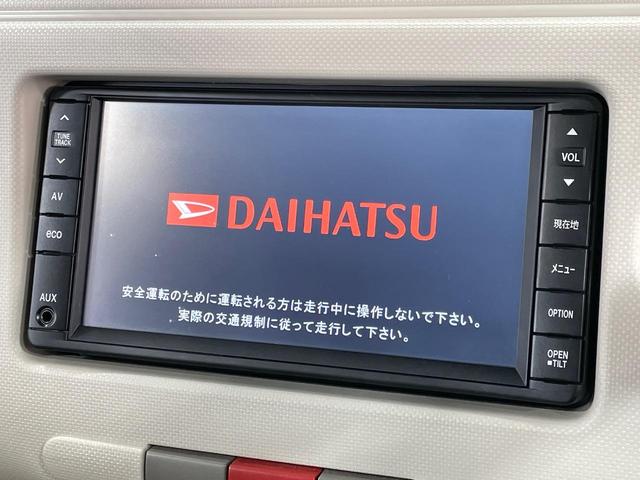 TUNE
TRACK
AV
eco
AUX
DAIHATSU
安全運転のために運転される方は走行中に操作しないで下さい。
実際の交通規制に従って走行して下さい。
VOL
現在地
メニュー
OPTION
OPEN
■TILT